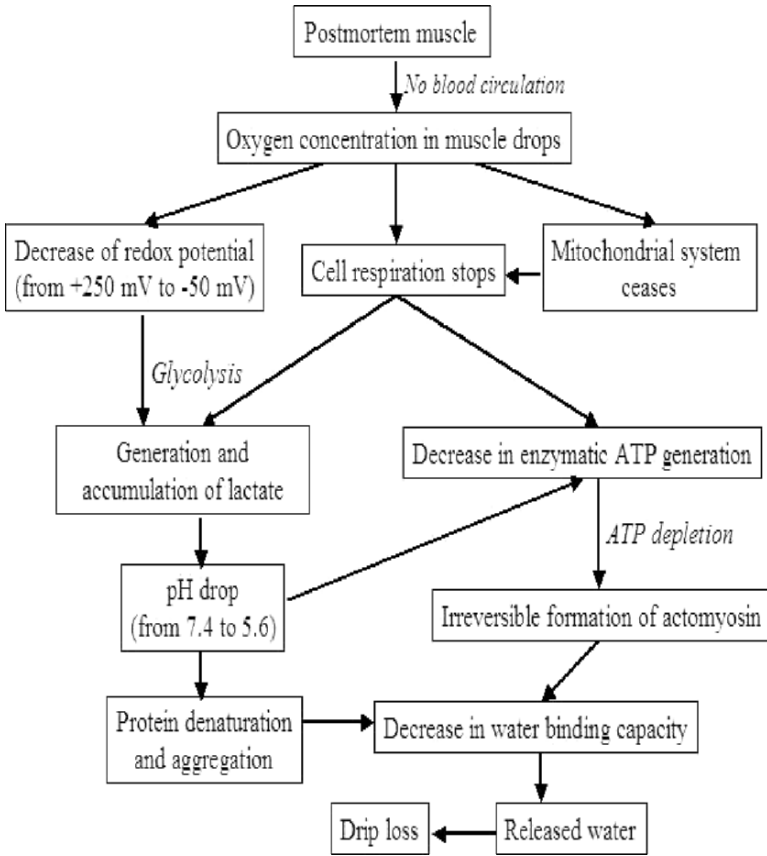 Postmortem muscle
No blood circulation
Oxygen concentration in muscle drops
Decrease of redox potential
(from +250 mV to -50 mV)
Cell respiration stops
Mitochondrial system
ceases
Glycolysis
Generation and
accumulation of lactate
Decrease in enzymatic ATP generation
ATP depletion
pH drop
(from 7.4 to 5.6)
Irreversible formation of actomyosin
Protein denaturation
and aggregation
Decrease in water binding capacity
Drip loss
Released water